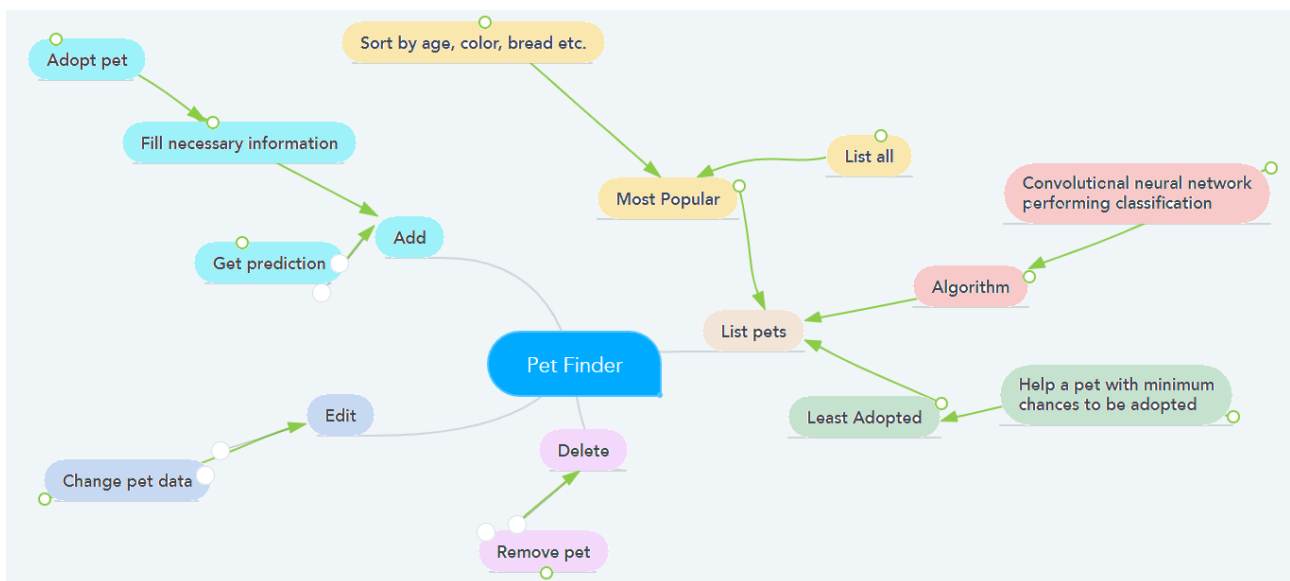 Sort by age, color, bread etc.
Adopt pet
Fill necessary information
List all
Most Popular
Convolutional neural network
performing classification
Add
Get prediction
Algorithm
List pets
Pet Finder
Help a pet with minimum
chances to be adopted
Edit
Least Adopted
Delete
Change pet data
Remove pet